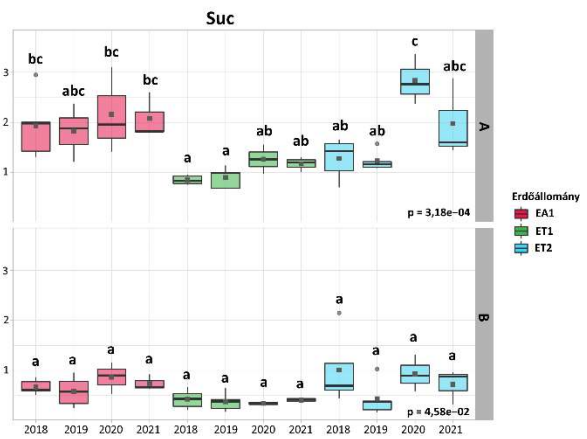 Suc
bc
abc
bc
bc
a
a
ab
ab
ab
ab
c
abc
3
2
1
A
p = 3,18e−04
Erdőállomány
EA1
ET1
ET2
a
a
a
a
a
a
a
a
a
a
a
a
3
2
1
B
p = 4,58e−02
2018 2019 2020 2021 2018 2019 2020 2021 2018 2019 2020 2021